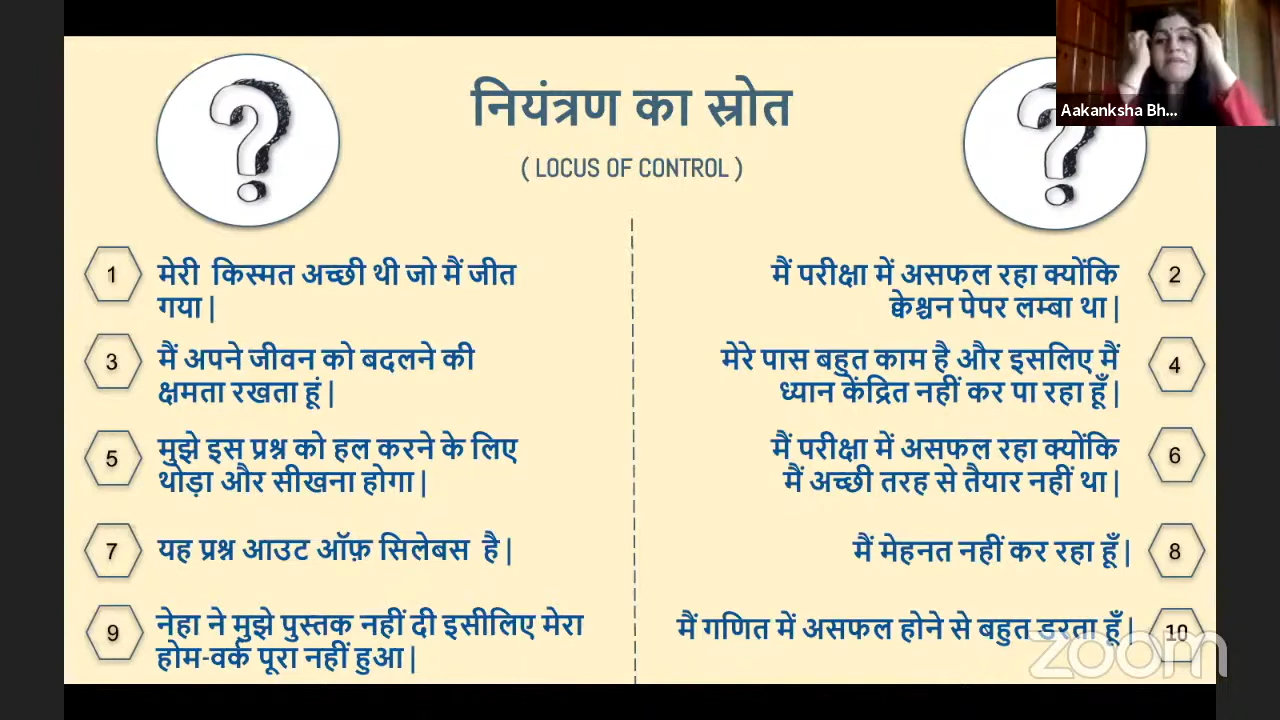 Aakanksha Bh...
नियंत्रण का स्रोत
( LOCUS OF CONTROL )
1
मेरी किस्मत अच्छी थी जो मैं जीत
गया |
2
मैं परीक्षा में असफल रहा क्योंकि
क्वेश्चन पेपर लम्बा था |
3
मैं अपने जीवन को बदलने की
क्षमता रखता हूं |
4
मेरे पास बहुत काम है और इसलिए मैं
ध्यान केंद्रित नहीं कर पा रहा हूँ |
5
मुझे इस प्रश्न को हल करने के लिए
थोड़ा और सीखना होगा |
6
मैं परीक्षा में असफल रहा क्योंकि
मैं अच्छी तरह से तैयार नहीं था |
7
यह प्रश्न आउट ऑफ़ सिलेबस है |
8
मैं मेहनत नहीं कर रहा हूँ |
9
नेहा ने मुझे पुस्तक नहीं दी इसीलिए मेरा
होम-वर्क पूरा नहीं हुआ |
10
मैं गणित में असफल होने से बहुत डरता हूँ |
zoom